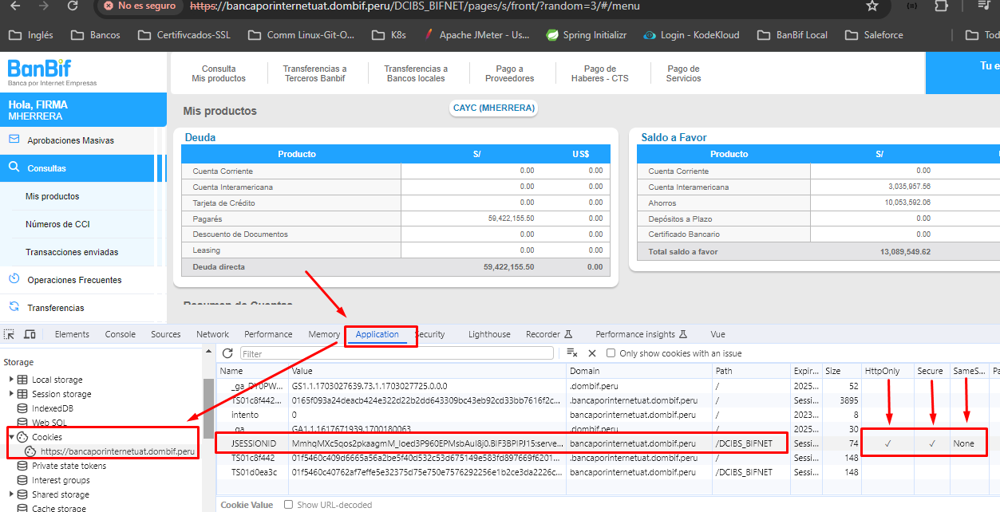 No es seguro https://bancaporinternetuat.dombif.peru/DCIBS_BIFNET/pages/s/front/?random=3/#/menu
Inglés Bancos Certifivcados-SSL Comm Linux-Git-O... K8s Apache JMeter - Us... Spring Initializr Login - KodeKloud BanBif Local Saleforce Tod
BanBif
Banca por Internet Empresas
Consulta
Mis productos
Transferencias a
Terceros Banbif
Transferencias a
Bancos locales
Pago a
Proveedores
Pago de
Haberes - CTS
Pago de
Servicios
Tu e
Hola, FIRMA
MHERRERA
Aprobaciones Masivas
Consultas
Mis productos
Números de CCI
Transacciones enviadas
Operaciones Frecuentes
Transferencias
Mis productos
CAYC (MHERRERA)
Deuda
Producto S/ US$
Cuenta Corriente 0.00 0.00
Cuenta Interamericana 0.00 0.00
Tarjeta de Crédito 0.00 0.00
Pagarés 59,422,155.50 0.00
Descuento de Documentos 0.00 0.00
Leasing 0.00 0.00
Deuda directa 59,422,155.50 0.00
Saldo a Favor
Producto S/
Cuenta Corriente 0.00
Cuenta Interamericana 3,035,957.56
Ahorros 10,053,592.06
Depósitos a Plazo 0.00
Certificado Bancario 0.00
Total saldo a favor 13,089,549.62
Resumen de Cuentas
Elements Console Sources Network Performance Memory Application Security Lighthouse Recorder Performance insights Vue
Storage
Local storage
Session storage
IndexedDB
Web SQL
Cookies
https://bancaporinternetuat.dombif.peru
Private state tokens
Interest groups
Shared storage
Cache storage
Filter Only show cookies with an issue
Name Value Domain Path Expir... Size HttpOnly Secure SameS... Pa
_ga_DY0PW... GS1.1.1703027639.73.1.1703027725.0.0.0 .dombif.peru / 2025... 52
TS01c8f442... 0165f093a24deacb424e322d22b2dd643309bc43eb92cd33bb7616f2c... .bancaporinternetuat.dombif.peru / Sessi... 3895
intento 0 bancaporinternetuat.dombif.peru / 2023... 8
_ga GA1.1.1617671939.1700180063 .dombif.peru / 2025... 30
JSESSIONID MmhqMXc5qos2pkaagmM_Ioed3P960EPMsbAuI8j0.BIF3BPIPJ15:serve... bancaporinternetuat.dombif.peru /DCIBS_BIFNET Sessi... 74 ✓ ✓ None
TS01c8f442 01f5460c409d6665a56a2be5f40d532c53d675149e583fd897669f6201... .bancaporinternetuat.dombif.peru / Sessi... 148
TS01d0ea3c 01f5460c40762af7effe5e32375d75e750e7576292256e1b2ce3da2226c... bancaporinternetuat.dombif.peru /DCIBS_BIFNET Sessi... 148
Cookie Value Show URL-decoded